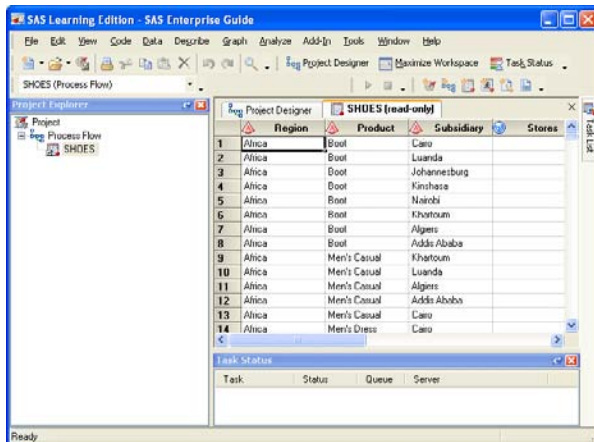 SAS Learning Edition - SAS Enterprise Guide
File Edit View Code Data Describe Graph Analyze Add-In Tools Window Help
Project Designer Maximize Workspace Task Status
SHOES (Process Flow)
Project Explorer
Project
Process Flow
SHOES
Project Designer SHOES (read-only)
Region Product Subsidiary Stores
1 Africa Boot Cairo
2 Africa Boot Luanda
3 Africa Boot Johannesburg
4 Africa Boot Kinshasa
5 Africa Boot Nairobi
6 Africa Boot Khartoum
7 Africa Boot Algiers
8 Africa Boot Addis Ababa
9 Africa Men's Casual Khartoum
10 Africa Men's Casual Luanda
11 Africa Men's Casual Algiers
12 Africa Men's Casual Addis Ababa
13 Africa Men's Casual Cairo
14 Africa Men's Dress Cairo
Task List
Task Status
Task Status Queue Server
Ready